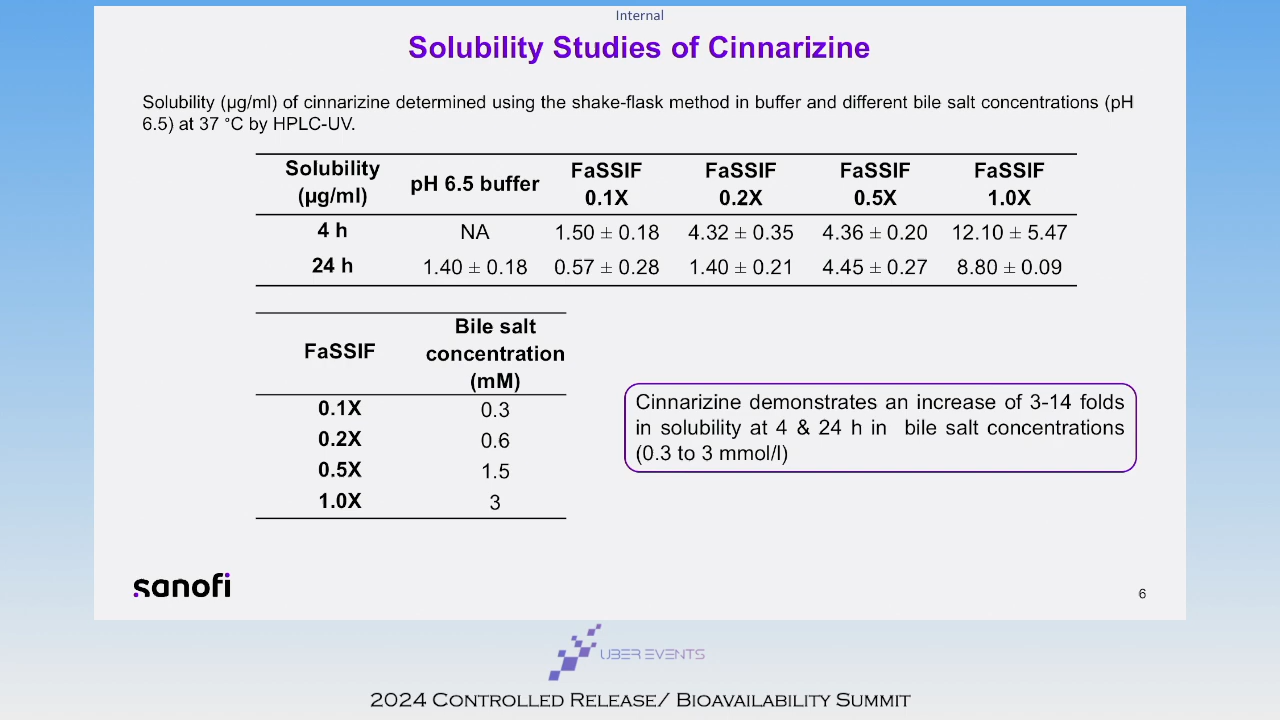 Internal
Solubility Studies of Cinnarizine
Solubility (µg/ml) of cinnarizine determined using the shake-flask method in buffer and different bile salt concentrations (pH
6.5) at 37 °C by HPLC-UV.
Solubility (µg/ml) pH 6.5 buffer FaSSIF 0.1X FaSSIF 0.2X FaSSIF 0.5X FaSSIF 1.0X
4 h NA 1.50 ± 0.18 4.32 ± 0.35 4.36 ± 0.20 12.10 ± 5.47
24 h 1.40 ± 0.18 0.57 ± 0.28 1.40 ± 0.21 4.45 ± 0.27 8.80 ± 0.09
FaSSIF Bile salt concentration (mM)
0.1X 0.3
0.2X 0.6
0.5X 1.5
1.0X 3
Cinnarizine demonstrates an increase of 3-14 folds
in solubility at 4 & 24 h in bile salt concentrations
(0.3 to 3 mmol/l)
sanofi
6
UBER EVENTS
2024 Controlled Release/ Bioavailability Summit